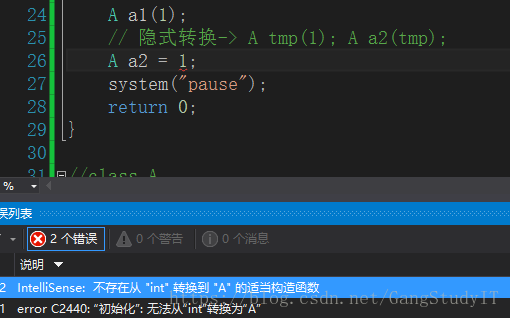 24 A a1(1);
25 // 隐式转换-> A tmp(1); A a2(tmp);
26 A a2 = 1;
27 system("pause");
28 return 0;
29 }
30
31 //class A
%
误列表
2 个错误 0 个警告 0 个消息
说明
2 IntelliSense: 不存在从 "int" 转换到 "A" 的适当构造函数
1 error C2440: “初始化”: 无法从“int”转换为“A”
https://blog.csdn.net/GangStudyIT